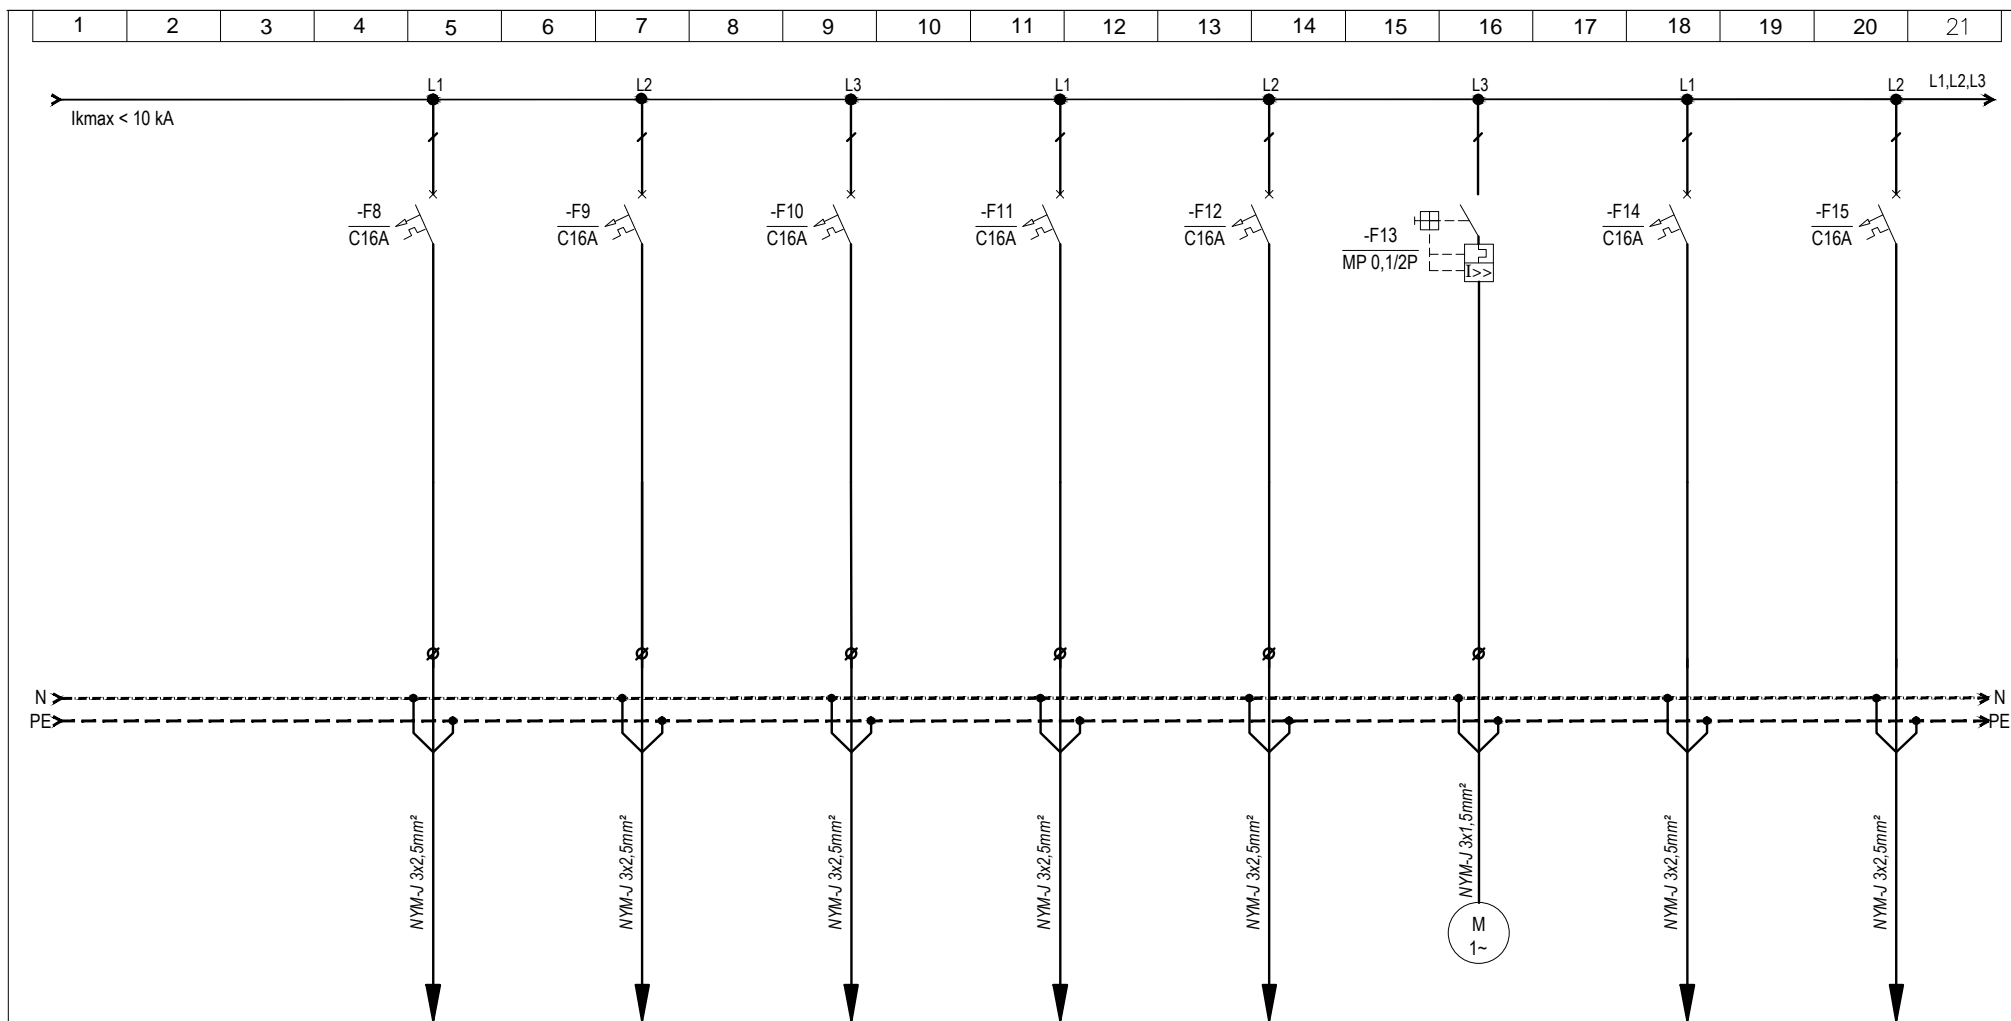 1 2 3 4 5 6 7 8 9 10 11 12 13 14 15 16 17 18 19 20 21
L1 L2 L3 L1 L2 L3 L1 L2 L1,L2,L3
Ikmax < 10 kA
-F8 -F9 -F10 -F11 -F12 -F14 -F15
C16A C16A C16A C16A C16A C16A C16A
-F13
MP 0,1/2P
I>>
N N
PE PE
NYM-J 3x2,5mm²
NYM-J 3x2,5mm²
NYM-J 3x2,5mm²
NYM-J 3x2,5mm²
NYM-J 3x2,5mm²
NYM-J 3x1,5mm²
NYM-J 3x2,5mm²
NYM-J 3x2,5mm²
M
1~